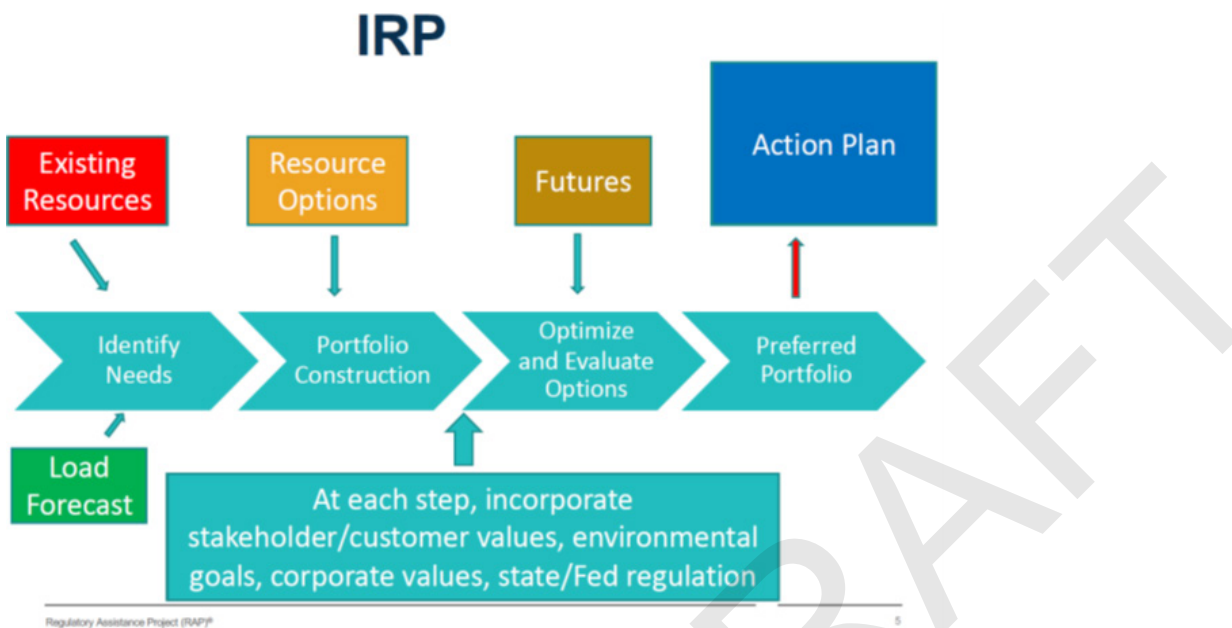 IRP
Existing
Resources
Resource
Options
Futures
Action Plan
Identify
Needs
Portfolio
Construction
Optimize
and Evaluate
Options
Preferred
Portfolio
Load
Forecast
At each step, incorporate
stakeholder/customer values, environmental
goals, corporate values, state/Fed regulation
Regulatory Assistance Project (RAP)®
5